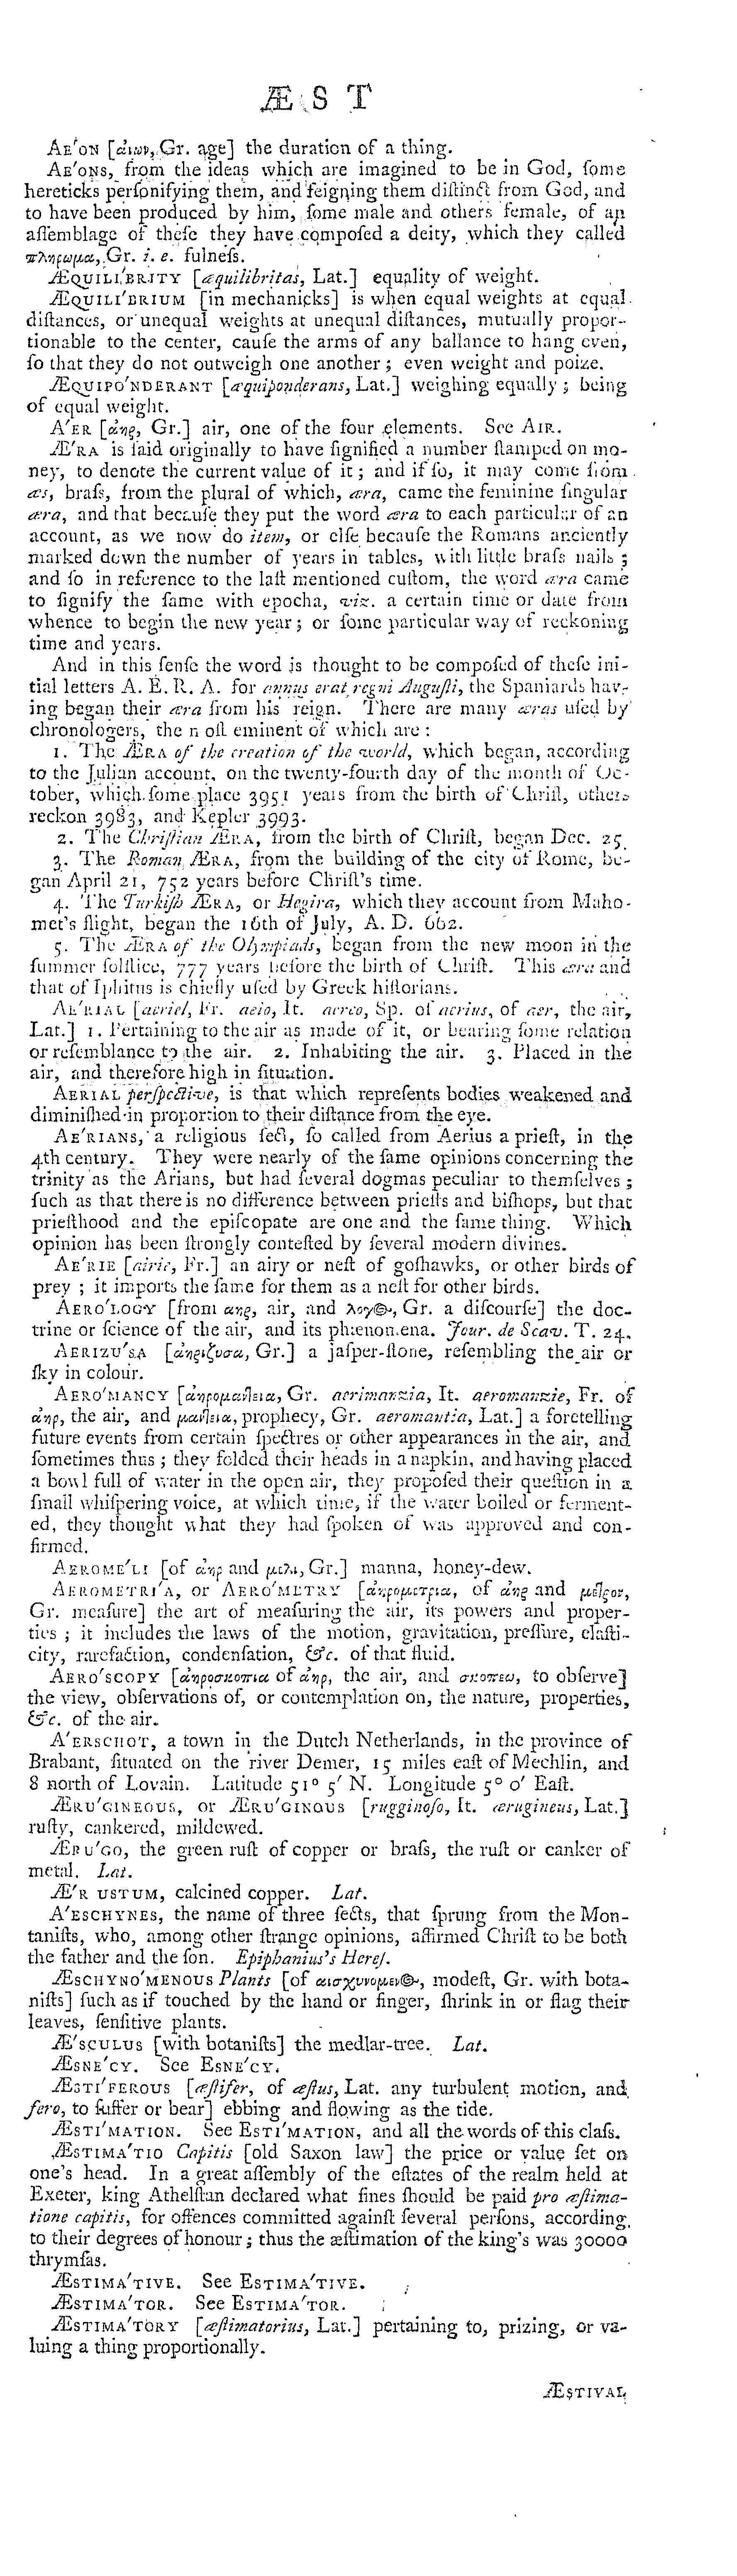 ÆST
AE′ON [αιων, Gr. age] the duration of a thing.
AE′ONS, from the ideas which are imagined to be in God, ſome
hereticks perſonifying them, and feigning them diſtinct from God, and
to have been produced by him, ſome male and others female, of an
aſſemblage of theſe they have compoſed a deity, which they called
πληρωμα, Gr. i. e. fulneſs.
ÆQUILI′BRITY [æquilibritas, Lat.] equality of weight.
ÆQUILI′BRIUM [in mechanicks] is when equal weights at equal
diſtances, or unequal weights at unequal diſtances, mutually propor-
tionable to the center, cauſe the arms of any ballance to hang even,
ſo that they do not outweigh one another; even weight and poize.
ÆQUIPO′NDERANT [æquiponderans, Lat.] weighing equally; being
of equal weight.
A′ER [ἀηρ, Gr.] air, one of the four elements. See AIR.
Æ′RA is ſaid originally to have ſignified a number ſtamped on mo-
ney, to denote the current value of it; and if ſo, it may come from
æs, braſs, from the plural of which, æra, came the feminine ſingular
æra, and that becauſe they put the word æra to each particular of an
account, as we now do item, or elſe becauſe the Romans anciently
marked down the number of years in tables, with little braſs nails;
and ſo in reference to the laſt mentioned cuſtom, the word æra came
to ſignify the ſame with epocha, viz. a certain time or date from
whence to begin the new year; or ſome particular way of reckoning
time and years.
And in this ſenſe the word is thought to be compoſed of theſe ini-
tial letters A. E. R. A. for annus erat regni Auguſti, the Spaniards hav-
ing began their æra from his reign. There are many æras uſed by
chronologers, the moſt eminent of which are:
1. The ÆRA of the creation of the world, which began, according
to the Julian account, on the twenty-fourth day of the month of Oc-
tober, which ſome place 3951 years from the birth of Chriſt, others
reckon 3983, and Kepler 3993.
2. The Chriſtian ÆRA, from the birth of Chriſt, began Dec. 25.
3. The Roman ÆRA, from the building of the city of Rome, be-
gan April 21, 752 years before Chriſt's time.
4. The Turkiſh ÆRA, or Hegira, which they account from Maho-
met's flight, began the 16th of July, A. D. 662.
5. The ÆRA of the Olympiads, began from the new moon in the
ſummer ſolſtice, 777 years before the birth of Chriſt. This æra and
that of Iphitus is chiefly uſed by Greek hiſtorians.
AE′RIAL [aeriel, Fr. aeio, It. aereo, Sp. of aerius, of aer, the air,
Lat.] 1. Pertaining to the air as made of it, or bearing ſome relation
or reſemblance to the air. 2. Inhabiting the air. 3. Placed in the
air, and therefore high in ſituation.
AERIAL perſpective, is that which repreſents bodies weakened and
diminiſhed in proportion to their diſtance from the eye.
AE′RIANS, a religious ſect, ſo called from Aerius a prieſt, in the
4th century. They were nearly of the ſame opinions concerning the
trinity as the Arians, but had ſeveral dogmas peculiar to themſelves;
ſuch as that there is no difference between prieſts and biſhops, but that
prieſthood and the epiſcopate are one and the ſame thing. Which
opinion has been ſtrongly conteſted by ſeveral modern divines.
AE′RIE [airie, Fr.] an airy or neſt of goſhawks, or other birds of
prey; it imports the ſame for them as a neſt for other birds.
AERO′LOGY [from αηρ, air, and λογ@, Gr. a diſcourſe] the doc-
trine or ſcience of the air, and its phænomena. Jour. de Scav. T. 24.
AERIZU′SA [ἀηριζυσα, Gr.] a jaſper-ſtone, reſembling the air or
ſky in colour.
AERO′MANCY [ἀηρομανλεια, Gr. aerimanzia, It. aeromanzie, Fr. of
ἀηρ, the air, and μανλεια, prophecy, Gr. aeromantia, Lat.] a foretelling
future events from certain ſpectres or other appearances in the air, and
ſometimes thus; they folded their heads in a napkin, and having placed
a bowl full of water in the open air, they propoſed their queſtion in a
ſmall whiſpering voice, at which time, if the water boiled or ferment-
ed, they thought what they had ſpoken of was approved and con-
firmed.
AEROME′LI [of ἀηρ and μελι, Gr.] manna, honey-dew.
AEROMETRI′A, or AERO′METRY [ἀηρομετρια, of ἀηρ and μελρον,
Gr. meaſure] the art of meaſuring the air, its powers and proper-
ties; it includes the laws of the motion, gravitation, preſſure, elaſti-
city, rarefaction, condenſation, &c. of that fluid.
AERO′SCOPY [ἀηροσκοπια of ἀηρ, the air, and σκοπεω, to obſerve]
the view, obſervations of, or contemplation on, the nature, properties,
&c. of the air.
A′ERSCHOT, a town in the Dutch Netherlands, in the province of
Brabant, ſituated on the river Demer, 15 miles eaſt of Mechlin, and
8 north of Lovain. Latitude 51° 5′ N. Longitude 5° 0′ Eaſt.
ÆRU′GINEOUS, or ÆRU′GINOUS [rugginoſo, It. ærugineus, Lat.]
ruſty, cankered, mildewed.
ÆRU′GO, the green ruſt of copper or braſs, the ruſt or canker of
metal. Lat.
Æ′R USTUM, calcined copper. Lat.
A′ESCHYNES, the name of three ſects, that ſprung from the Mon-
taniſts, who, among other ſtrange opinions, affirmed Chriſt to be both
the father and the ſon. Epiphanius's Hereſ.
ÆSCHYNO′MENOUS Plants [of αισχυνομεν@, modeſt, Gr. with bota-
niſts] ſuch as if touched by the hand or finger, ſhrink in or flag their
leaves, ſenſitive plants.
Æ′SCULUS [with botaniſts] the medlar-tree. Lat.
ÆSNE′CY. See ESNE′CY.
ÆSTI′FEROUS [æſtifer, of æſtus, Lat. any turbulent motion, and
fero, to ſuffer or bear] ebbing and flowing as the tide.
ÆSTI′MATION. See ESTI′MATION, and all the words of this claſs.
ÆSTIMA′TIO Capitis [old Saxon law] the price or value ſet on
one's head. In a great aſſembly of the eſtates of the realm held at
Exeter, king Athelſtan declared what fines ſhould be paid pro æſtima-
tione capitis, for offences committed againſt ſeveral perſons, according
to their degrees of honour; thus the æſtimation of the king's was 30000
thrymſas.
ÆSTIMA′TIVE. See ESTIMA′TIVE.
ÆSTIMA′TOR. See ESTIMA′TOR.
ÆSTIMA′TORY [æſtimatorius, Lat.] pertaining to, prizing, or va-
luing a thing proportionally.
ÆSTIVAL